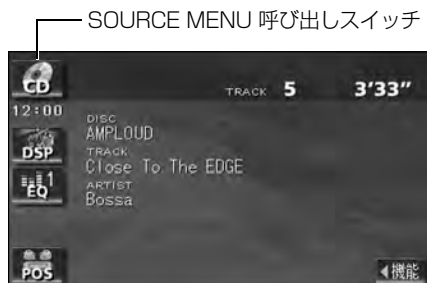 SOURCE MENU 呼び出しスイッチ
CD
TRACK 5 3'33"
12:00
DISC
AMPLOUD
DSP
TRACK
Close To The EDGE
EQ 1
ARTIST
Bossa
POS
◀機能